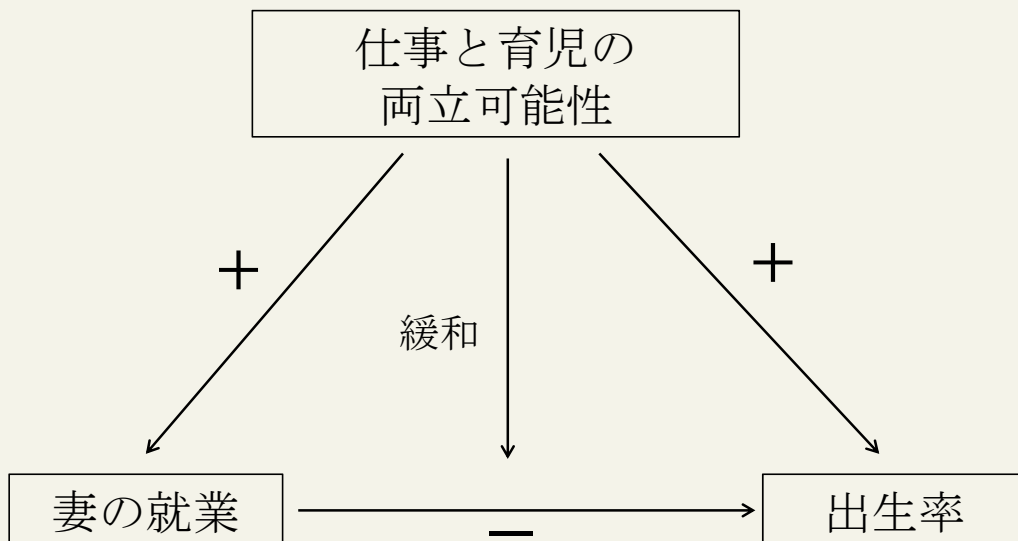 仕事と育児の
両立可能性
+
+
緩和
妻の就業
−
出生率